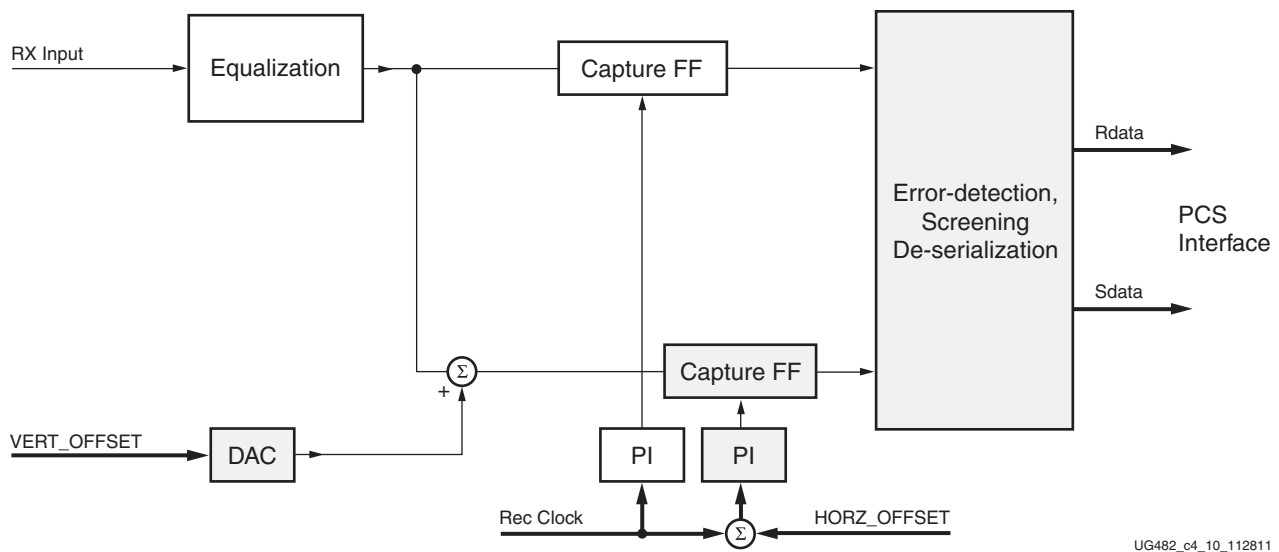 RX Input
Equalization
Capture FF
Rdata
Error-detection,
Screening
De-serialization
PCS
Interface
Sdata
Σ
+
Capture FF
VERT_OFFSET
DAC
PI
PI
Rec Clock
Σ
HORZ_OFFSET
UG482_c4_10_112811